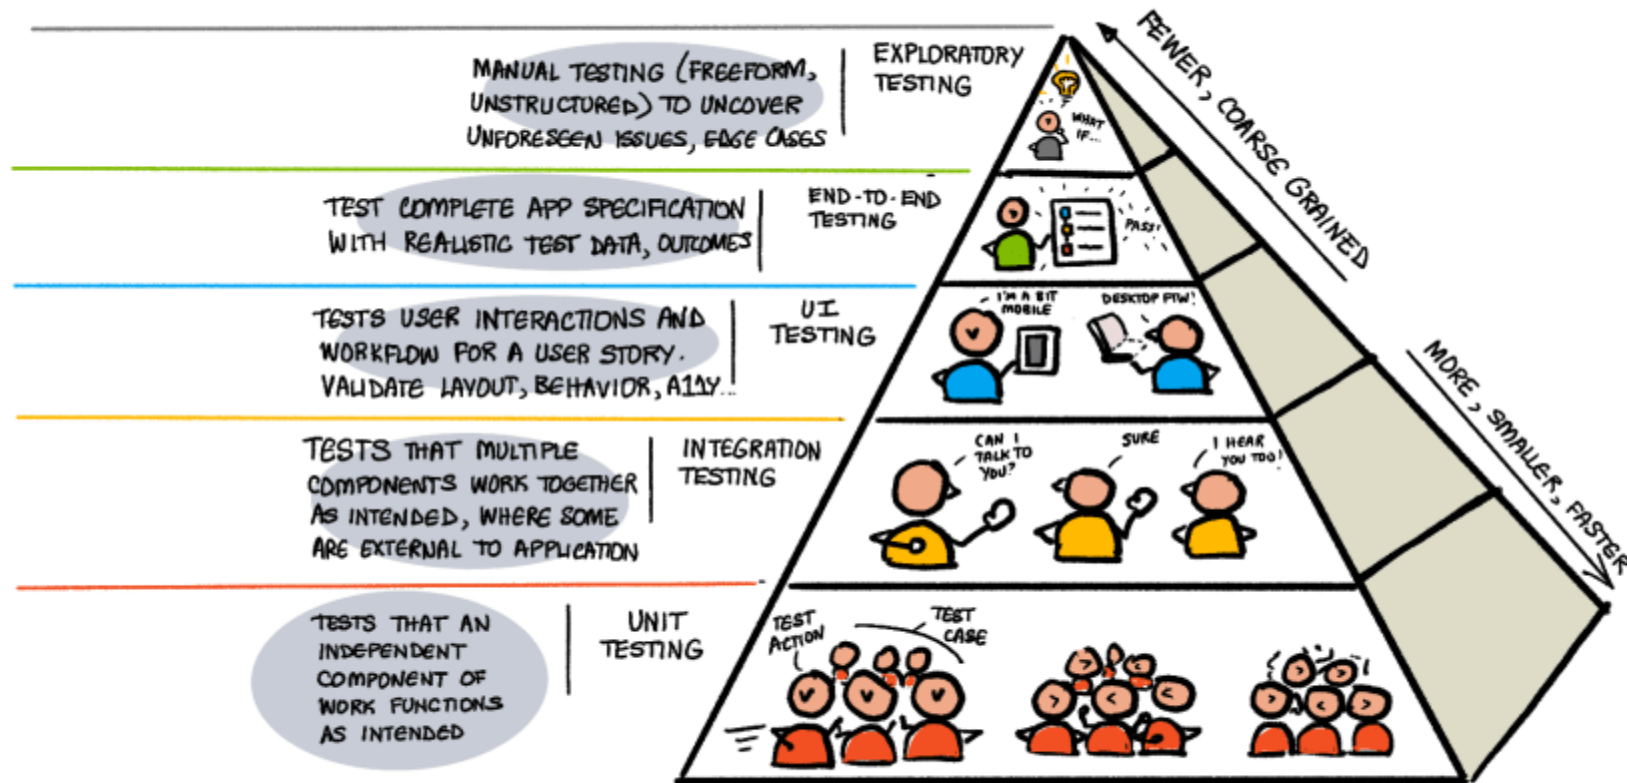 MANUAL TESTING (FREEFORM,
UNSTRUCTURED) TO UNCOVER
UNFORESEEN ISSUES, EDGE CASES
EXPLORATORY
TESTING
WHAT
IF...
FEWER, COARSE GRAINED
TEST COMPLETE APP SPECIFICATION
WITH REALISTIC TEST DATA, OUTCOMES
END-TO-END
TESTING
PASS!
TESTS USER INTERACTIONS AND
WORKFLOW FOR A USER STORY.
VALIDATE LAYOUT, BEHAVIOR, A11Y...
UI
TESTING
I'M A BIT
MOBILE
DESKTOP FTW!
MORE, SMALLER, FASTER
TESTS THAT MULTIPLE
COMPONENTS WORK TOGETHER
AS INTENDED, WHERE SOME
ARE EXTERNAL TO APPLICATION
INTEGRATION
TESTING
CAN I
TALK TO
YOU?
SURE
I HEAR
YOU TOO!
TESTS THAT AN
INDEPENDENT
COMPONENT OF
WORK FUNCTIONS
AS INTENDED
UNIT
TESTING
TEST
ACTION
TEST
CASE